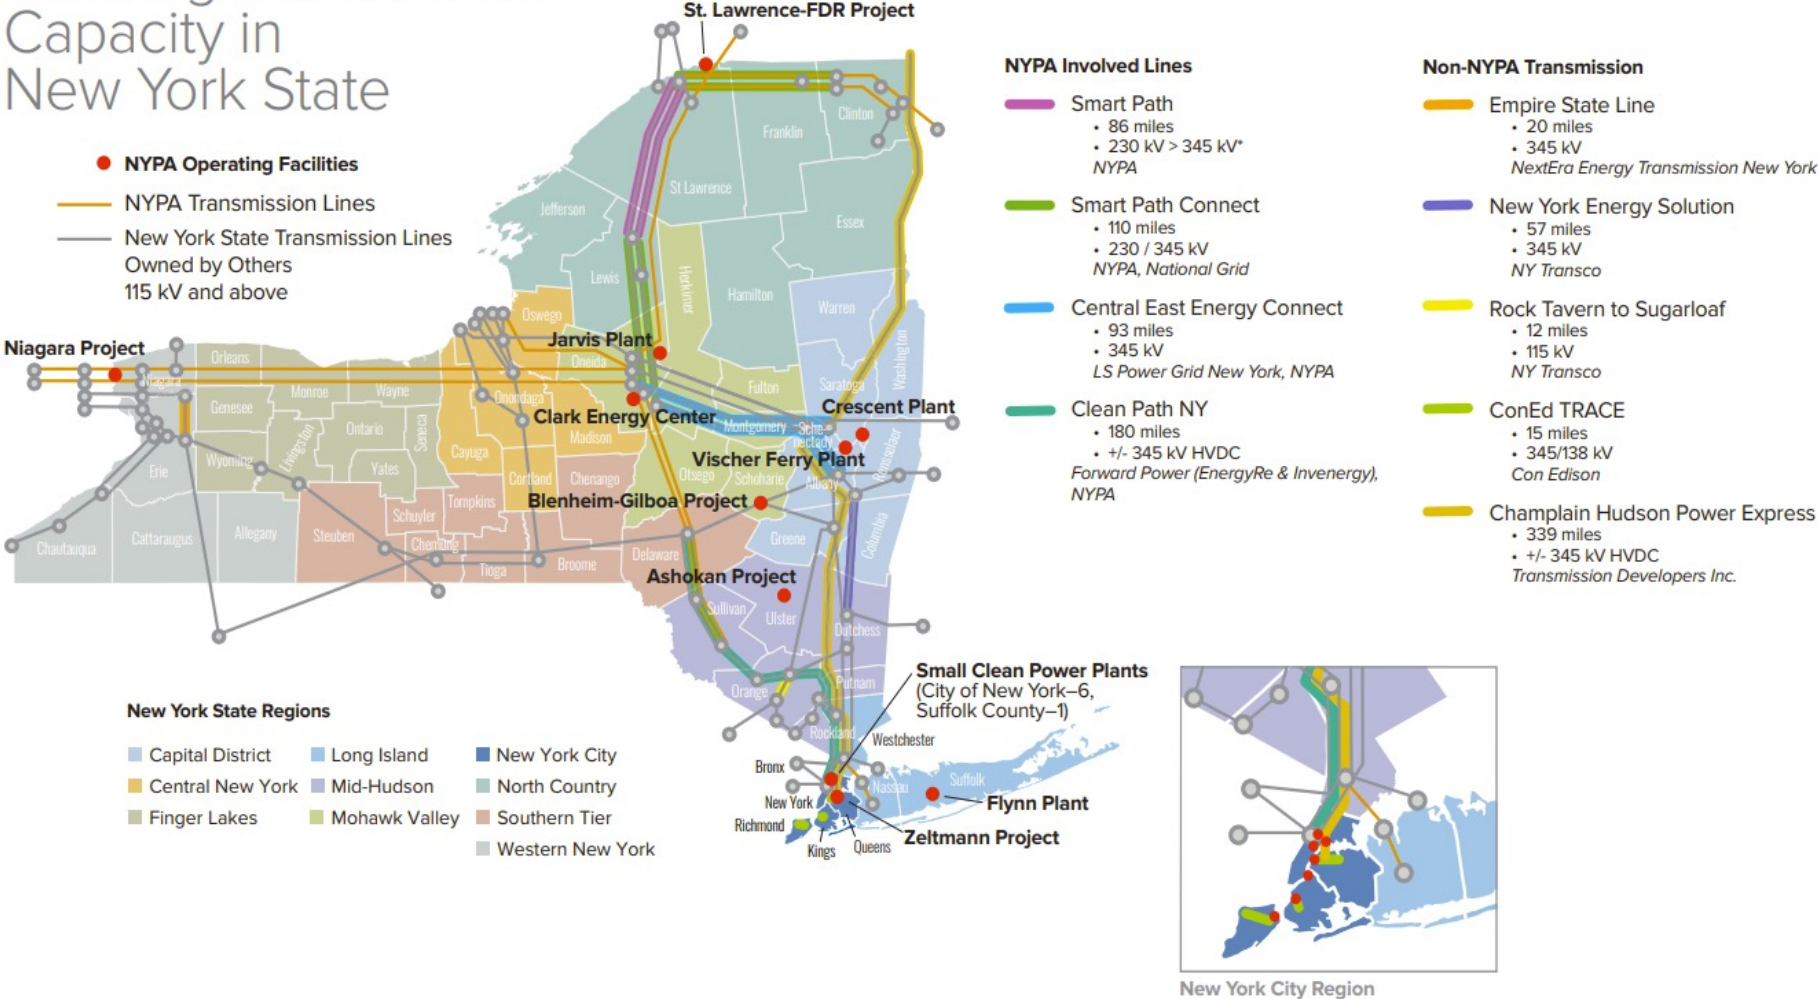 Capacity in
New York State
NYPA Operating Facilities
NYPA Transmission Lines
New York State Transmission Lines
Owned by Others
115 kV and above
St. Lawrence-FDR Project
Clinton
Franklin
St Lawrence
Jefferson
Essex
Lewis
Herkimer
Hamilton
Warren
Washington
Oswego
Jarvis Plant
Oneida
Niagara Project
Niagara
Orleans
Monroe
Wayne
Genesee
Ontario
Livingston
Seneca
Onondaga
Fulton
Saratoga
Crescent Plant
Clark Energy Center
Montgomery
Sche-
nectady
Madison
Cayuga
Erie
Wyoming
Yates
Cortland
Chenango
Otsego
Schoharie
Vischer Ferry Plant
Rensselaer
Albany
Blenheim-Gilboa Project
Tompkins
Schuyler
Steuben
Chemung
Tioga
Broome
Delaware
Greene
Columbia
Chautauqua
Cattaraugus
Allegany
Ashokan Project
Sullivan
Ulster
Dutchess
Orange
Putnam
Rockland
Westchester
Small Clean Power Plants
(City of New York–6,
Suffolk County–1)
Bronx
New York
Richmond
Kings
Queens
Nassau
Suffolk
Flynn Plant
Zeltmann Project
New York State Regions
Capital District
Central New York
Finger Lakes
Long Island
Mid-Hudson
Mohawk Valley
New York City
North Country
Southern Tier
Western New York
NYPA Involved Lines
Smart Path
• 86 miles
• 230 kV > 345 kV*
NYPA
Smart Path Connect
• 110 miles
• 230 / 345 kV
NYPA, National Grid
Central East Energy Connect
• 93 miles
• 345 kV
LS Power Grid New York, NYPA
Clean Path NY
• 180 miles
• +/- 345 kV HVDC
Forward Power (EnergyRe & Invenergy),
NYPA
Non-NYPA Transmission
Empire State Line
• 20 miles
• 345 kV
NextEra Energy Transmission New York
New York Energy Solution
• 57 miles
• 345 kV
NY Transco
Rock Tavern to Sugarloaf
• 12 miles
• 115 kV
NY Transco
ConEd TRACE
• 15 miles
• 345/138 kV
Con Edison
Champlain Hudson Power Express
• 339 miles
• +/- 345 kV HVDC
Transmission Developers Inc.
New York City Region